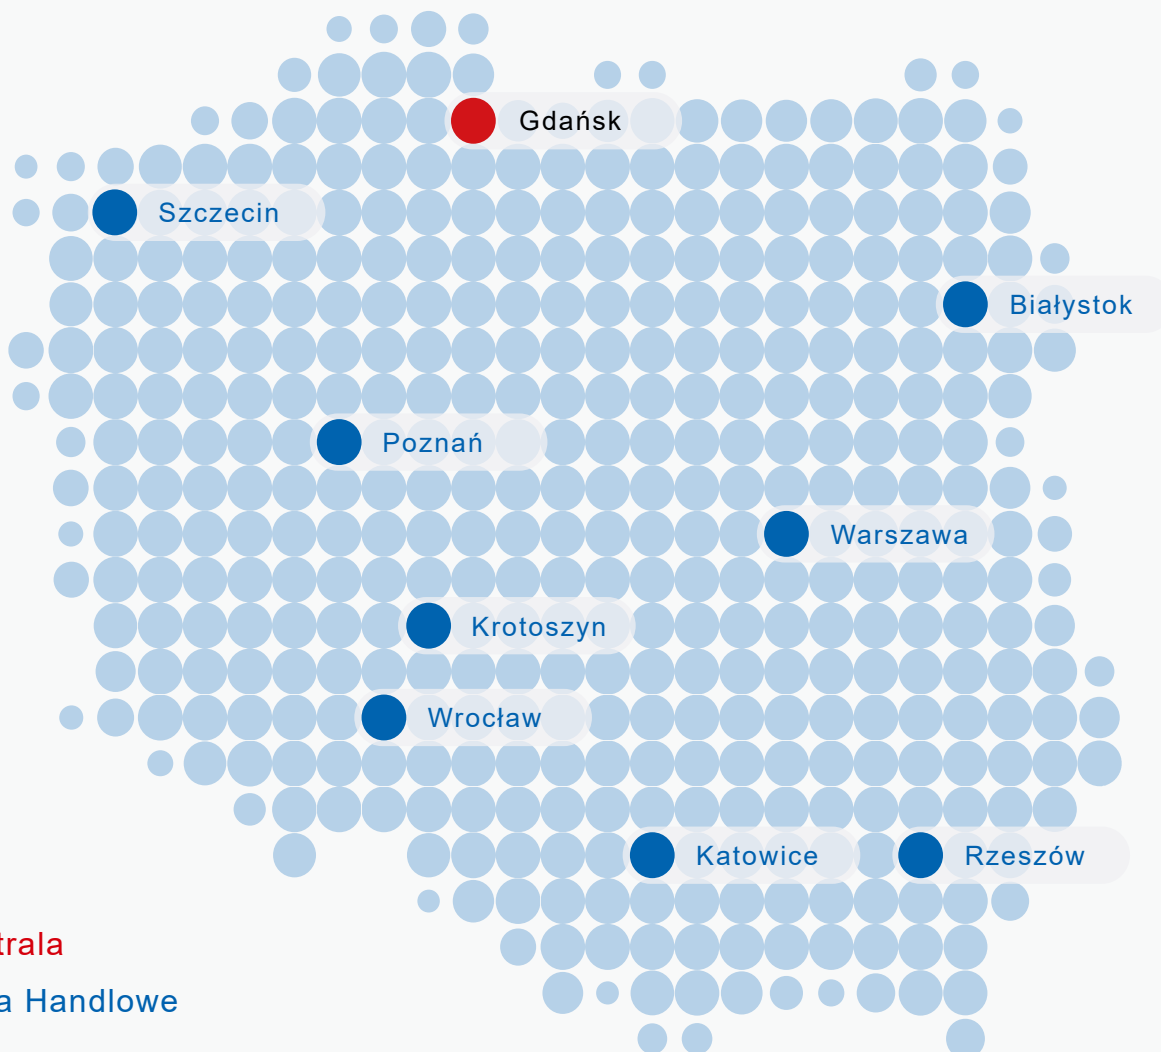 Gdańsk
Szczecin
Białystok
Poznań
Warszawa
Krotoszyn
Wrocław
Katowice
Rzeszów
trala
a Handlowe